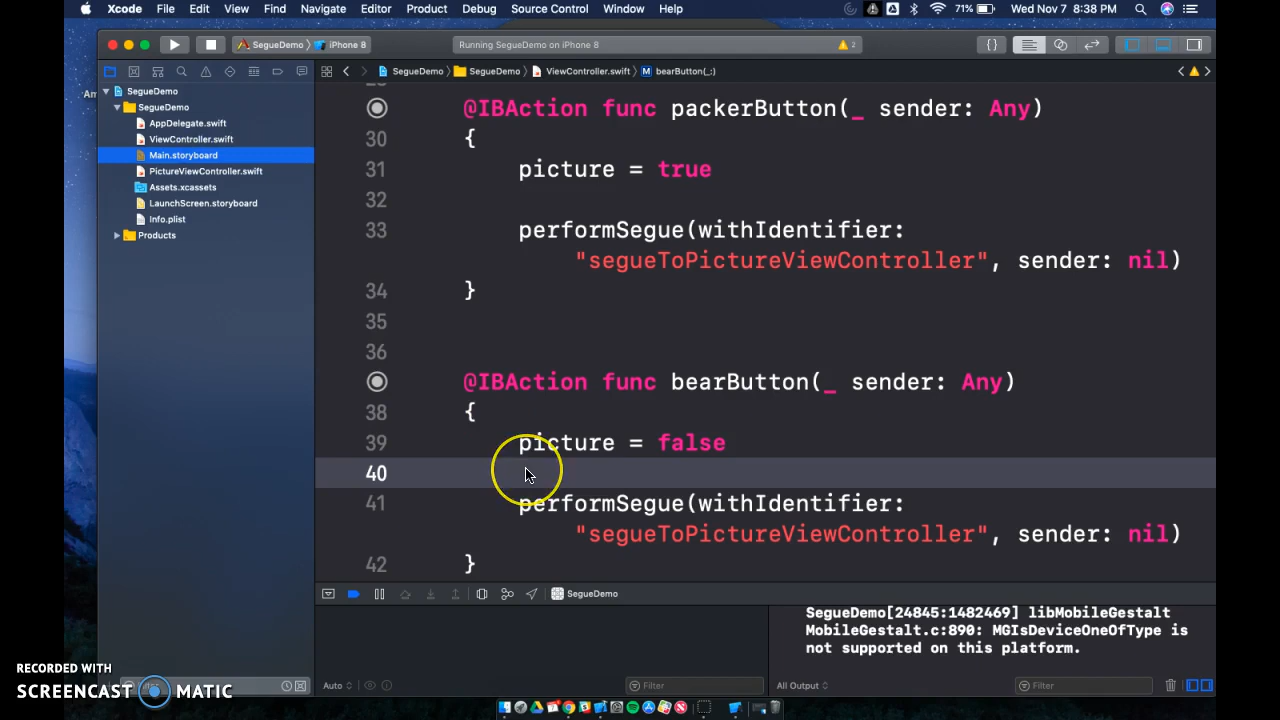 Xcode File Edit View Find Navigate Editor Product Debug Source Control Window Help 71% Wed Nov 7 8:38 PM
SegueDemo iPhone 8 Running SegueDemo on iPhone 8 2
SegueDemo SegueDemo ViewController.swift M bearButton(_:)
SegueDemo
SegueDemo
AppDelegate.swift
ViewController.swift
Main.storyboard
PictureViewController.swift
Assets.xcassets
LaunchScreen.storyboard
Info.plist
Products
Am
@IBAction func packerButton(_ sender: Any)
30 {
31 picture = true
32
33 performSegue(withIdentifier:
"segueToPictureViewController", sender: nil)
34 }
35
36
@IBAction func bearButton(_ sender: Any)
38 {
39 picture = false
40
41 performSegue(withIdentifier:
"segueToPictureViewController", sender: nil)
42 }
SegueDemo
SegueDemo[24845:1482469] libMobileGestalt
MobileGestalt.c:890: MGIsDeviceOneOfType is
not supported on this platform.
Auto Filter All Output Filter
RECORDED WITH
SCREENCAST MATIC